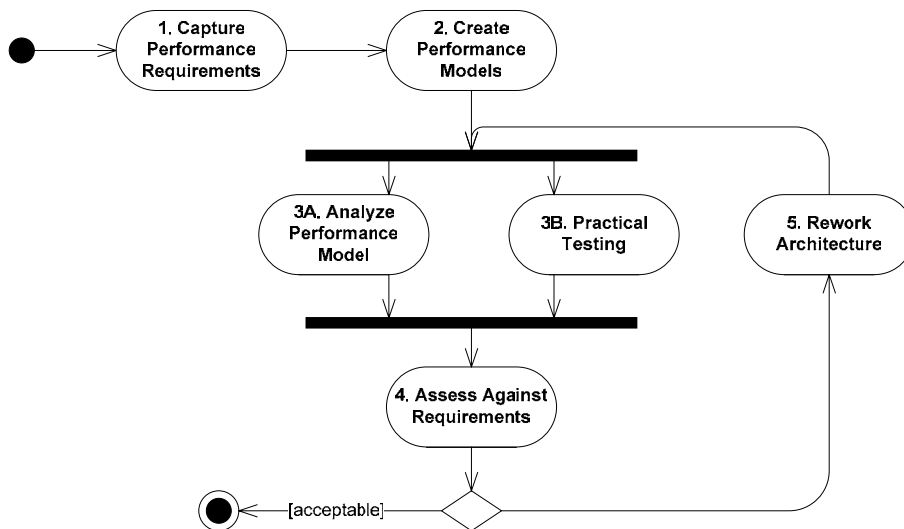 1. Capture
Performance
Requirements
2. Create
Performance
Models
3A. Analyze
Performance
Model
3B. Practical
Testing
5. Rework
Architecture
4. Assess Against
Requirements
[acceptable]